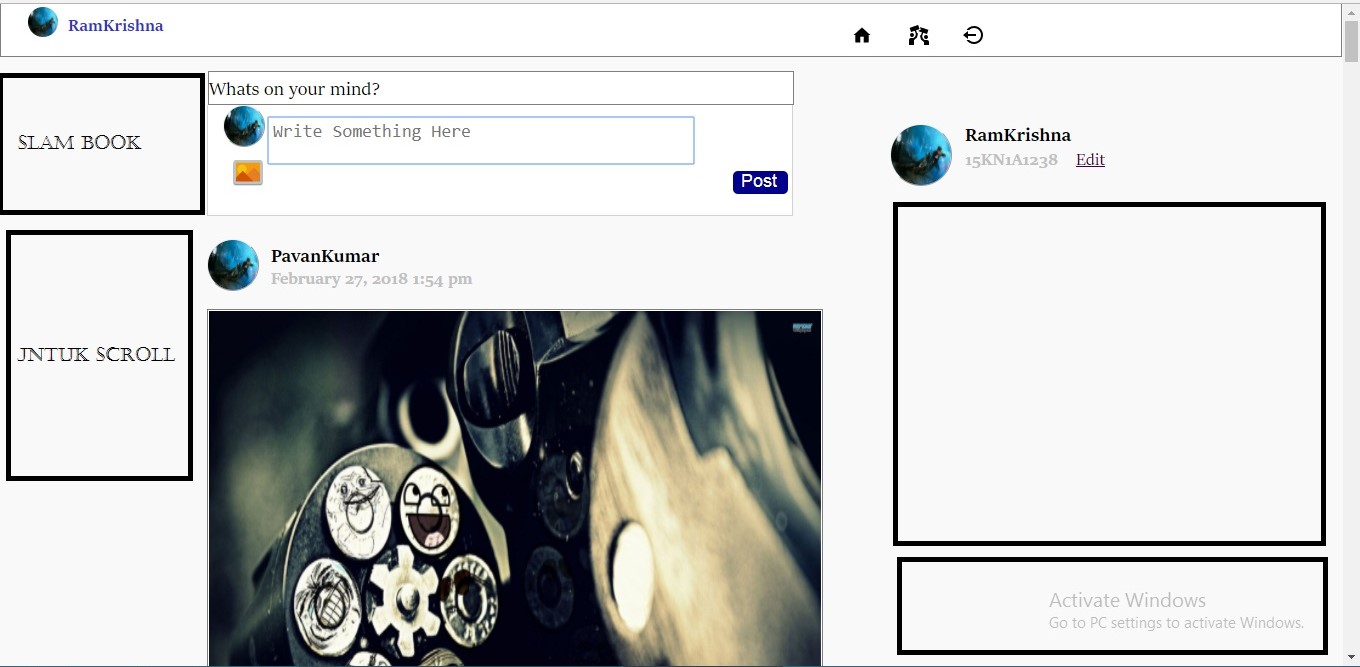 RamKrishna
SLAM BOOK
JNTUK SCROLL
Whats on your mind?
Write Something Here
Post
PavanKumar
February 27, 2018 1:54 pm
RamKrishna
15KN1A1238 Edit
Activate Windows
Go to PC settings to activate Windows.